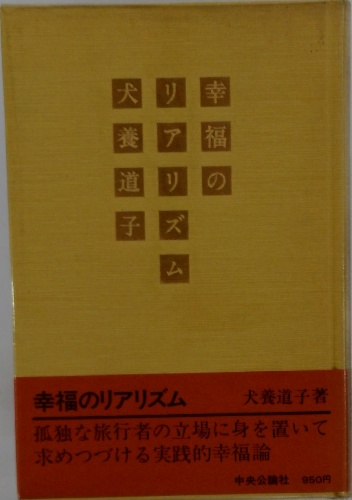 幸福の
リアリズム
犬養道子
幸福のリアリズム 犬養道子著
孤独な旅行者の立場に身を置いて
求めつづける実践的幸福論
中央公論社 950円